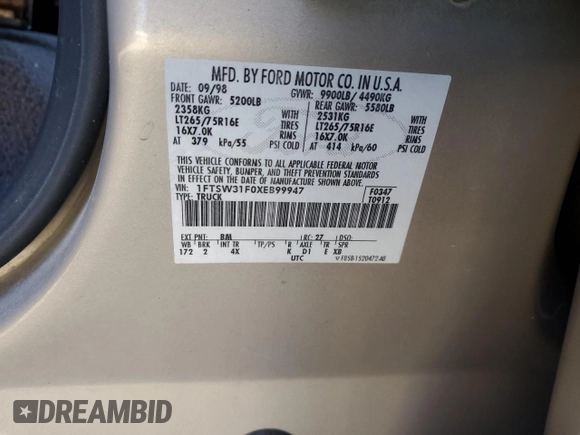 MFD. BY FORD MOTOR CO. IN U.S.A.
DATE: 09/98 GVWR: 9900LB/ 4490KG
FRONT GAWR: 5200LB REAR GAWR: 5580LB
2358KG WITH 2531KG WITH
LT265/75R16E TIRES LT265/75R16E TIRES
16X7.0K RIMS 16X7.0K RIMS
AT 379 kPa/55 PSI COLD AT 414 kPa/60 PSI COLD
THIS VEHICLE CONFORMS TO ALL APPLICABLE FEDERAL MOTOR
VEHICLE SAFETY, BUMPER, AND THEFT PREVENTION STANDARDS
IN EFFECT ON THE DATE OF MANUFACTURE SHOWN ABOVE.
VIN: 1FTSW31F0XEB99947 F0347
TYPE: TRUCK T0912
EXT PNT: BM RC: 27 DSO:
WB BRK INT TR TP/PS R AXLE TR SPR
172 2 4X K D1 E XB
UTC F85B 1520472 AB
DREAMBID